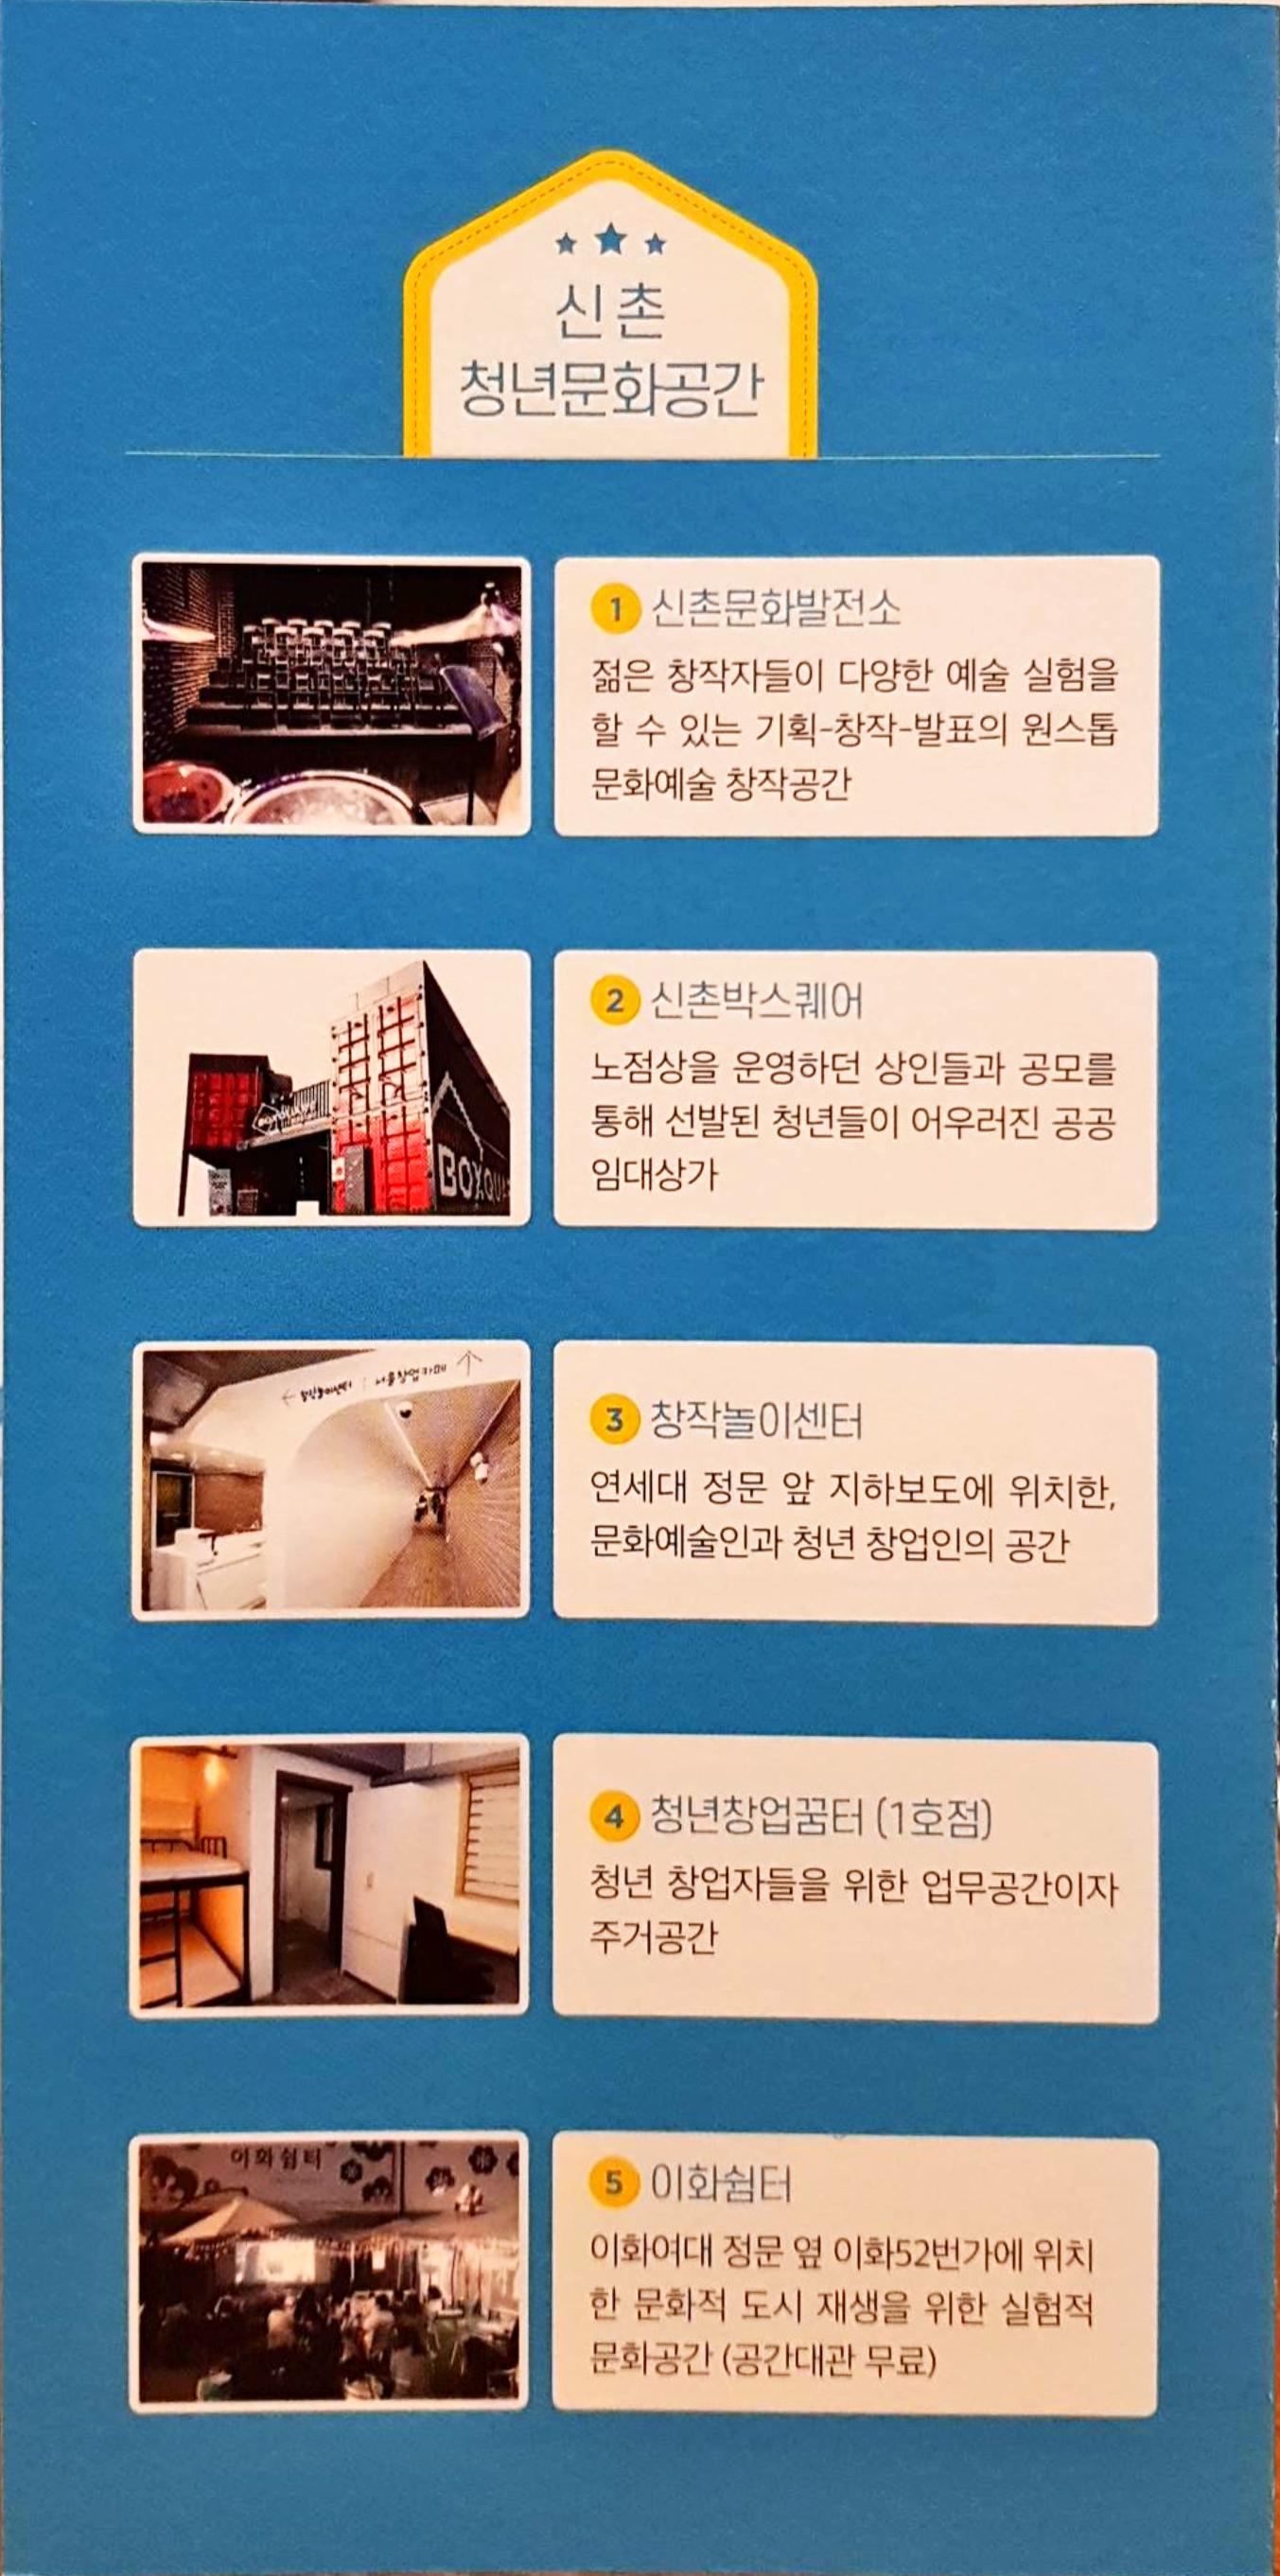 신촌
청년문화공간
1 신촌문화발전소
젊은 창작자들이 다양한 예술 실험을
할 수 있는 기획-창작-발표의 원스톱
문화예술 창작공간
BOXQU
2 신촌박스퀘어
노점상을 운영하던 상인들과 공모를
통해 선발된 청년들이 어우러진 공공
임대상가
← 창작놀이센터 | 서울창업카페 ↑
3 창작놀이센터
연세대 정문 앞 지하보도에 위치한,
문화예술인과 청년 창업인의 공간
4 청년창업꿈터 (1호점)
청년 창업자들을 위한 업무공간이자
주거공간
이화쉼터
5 이화쉼터
이화여대 정문 옆 이화52번가에 위치
한 문화적 도시 재생을 위한 실험적
문화공간 (공간대관 무료)